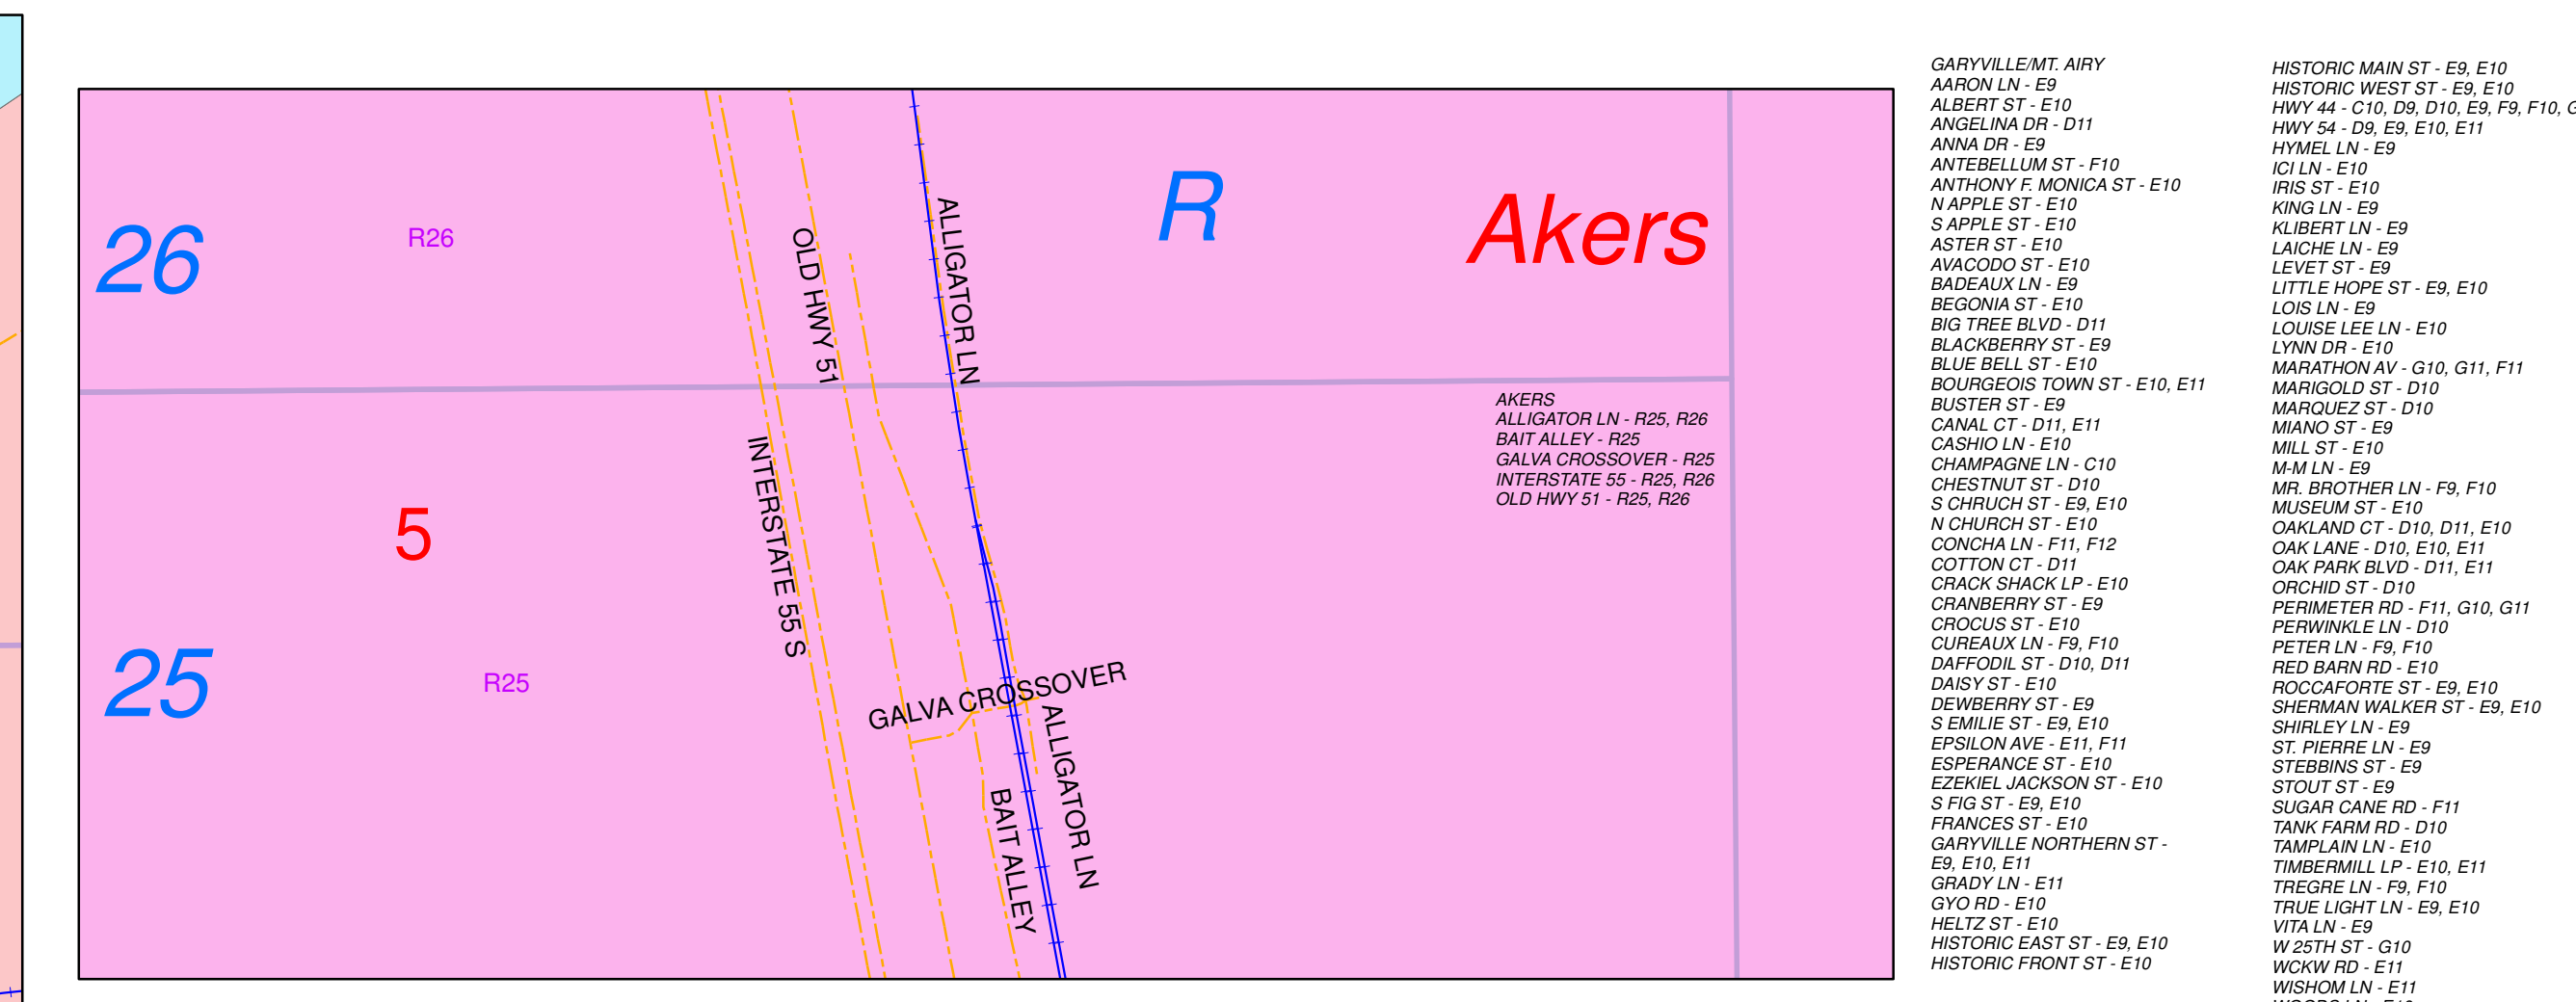 26
R26
R
Akers
OLD HWY 51
ALLIGATOR LN
INTERSTATE 55 S
5
25
R25
GALVA CROSSOVER
ALLIGATOR LN
BAIT ALLEY
AKERS
ALLIGATOR LN - R25, R26
BAIT ALLEY - R25
GALVA CROSSOVER - R25
INTERSTATE 55 - R25, R26
OLD HWY 51 - R25, R26
GARYVILLE/MT. AIRY
AARON LN - E9
ALBERT ST - E10
ANGELINA DR - D11
ANNA DR - E9
ANTEBELLUM ST - F10
ANTHONY F. MONICA ST - E10
N APPLE ST - E10
S APPLE ST - E10
ASTER ST - E10
AVACODO ST - E10
BADEAUX LN - E9
BEGONIA ST - E10
BIG TREE BLVD - D11
BLACKBERRY ST - E9
BLUE BELL ST - E10
BOURGEOIS TOWN ST - E10, E11
BUSTER ST - E9
CANAL CT - D11, E11
CASHIO LN - E10
CHAMPAGNE LN - C10
CHESTNUT ST - D10
S CHRUCH ST - E9, E10
N CHURCH ST - E10
CONCHA LN - F11, F12
COTTON CT - D11
CRACK SHACK LP - E10
CRANBERRY ST - E9
CROCUS ST - E10
CUREAUX LN - F9, F10
DAFFODIL ST - D10, D11
DAISY ST - E10
DEWBERRY ST - E9
S EMILIE ST - E9, E10
EPSILON AVE - E11, F11
ESPERANCE ST - E10
EZEKIEL JACKSON ST - E10
S FIG ST - E9, E10
FRANCES ST - E10
GARYVILLE NORTHERN ST -
E9, E10, E11
GRADY LN - E11
GYO RD - E10
HELTZ ST - E10
HISTORIC EAST ST - E9, E10
HISTORIC FRONT ST - E10
HISTORIC MAIN ST - E9, E10
HISTORIC WEST ST - E9, E10
HWY 44 - C10, D9, D10, E9, F9, F10,
HWY 54 - D9, E9, E10, E11
HYMEL LN - E9
ICI LN - E10
IRIS ST - E10
KING LN - E9
KLIBERT LN - E9
LAICHE LN - E9
LEVET ST - E9
LITTLE HOPE ST - E9, E10
LOIS LN - E9
LOUISE LEE LN - E10
LYNN DR - E10
MARATHON AV - G10, G11, F11
MARIGOLD ST - D10
MARQUEZ ST - D10
MIANO ST - E9
MILL ST - E10
M-M LN - E9
MR. BROTHER LN - F9, F10
MUSEUM ST - E10
OAKLAND CT - D10, D11, E10
OAK LANE - D10, E10, E11
OAK PARK BLVD - D11, E11
ORCHID ST - D10
PERIMETER RD - F11, G10, G11
PERWINKLE LN - D10
PETER LN - F9, F10
RED BARN RD - E10
ROCCAFORTE ST - E9, E10
SHERMAN WALKER ST - E9, E10
SHIRLEY LN - E9
ST. PIERRE LN - E9
STEBBINS ST - E9
STOUT ST - E9
SUGAR CANE RD - F11
TANK FARM RD - D10
TAMPLAIN LN - E10
TIMBERMILL LP - E10, E11
TREGRE LN - F9, F10
TRUE LIGHT LN - E9, E10
VITA LN - E9
W 25TH ST - G10
WCKW RD - E11
WISHOM LN - E11